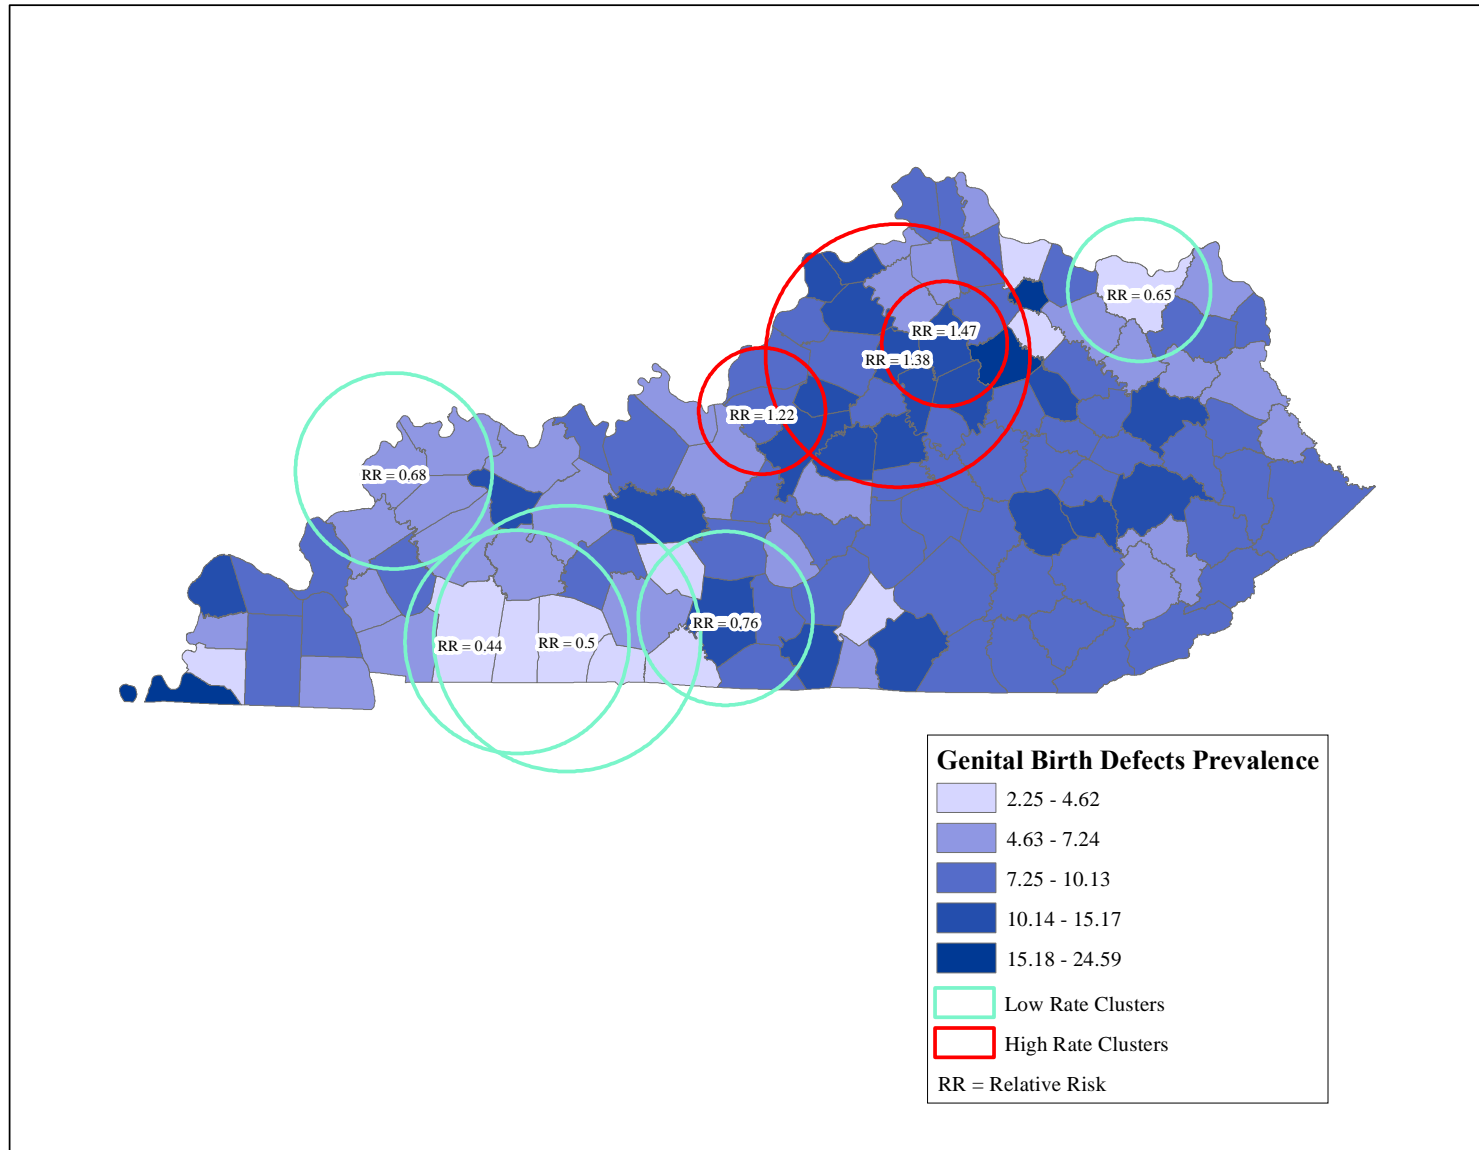 RR = 0.65
RR = 1.47
RR = 1.38
RR = 1.22
RR = 0.68
RR = 0.76
RR = 0.44
RR = 0.5
Genital Birth Defects Prevalence
2.25 - 4.62
4.63 - 7.24
7.25 - 10.13
10.14 - 15.17
15.18 - 24.59
Low Rate Clusters
High Rate Clusters
RR = Relative Risk